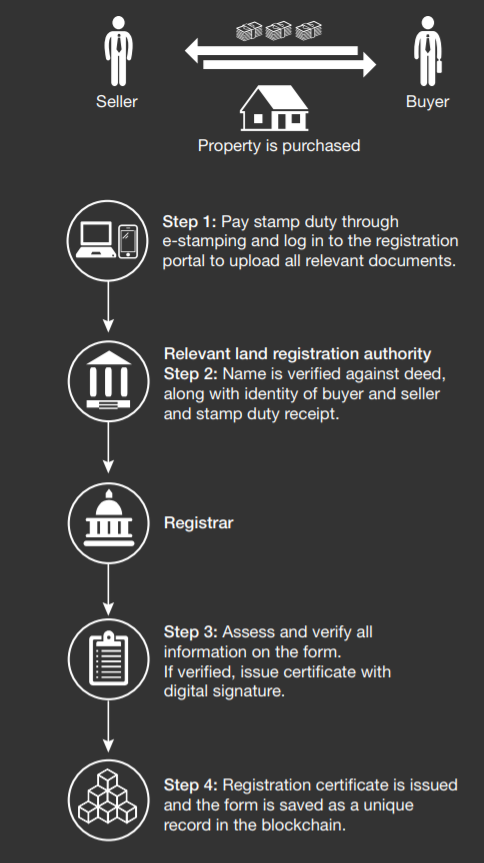 Seller
Buyer
Property is purchased
Step 1: Pay stamp duty through
e-stamping and log in to the registration
portal to upload all relevant documents.
Relevant land registration authority
Step 2: Name is verified against deed,
along with identity of buyer and seller
and stamp duty receipt.
Registrar
Step 3: Assess and verify all
information on the form.
If verified, issue certificate with
digital signature.
Step 4: Registration certificate is issued
and the form is saved as a unique
record in the blockchain.